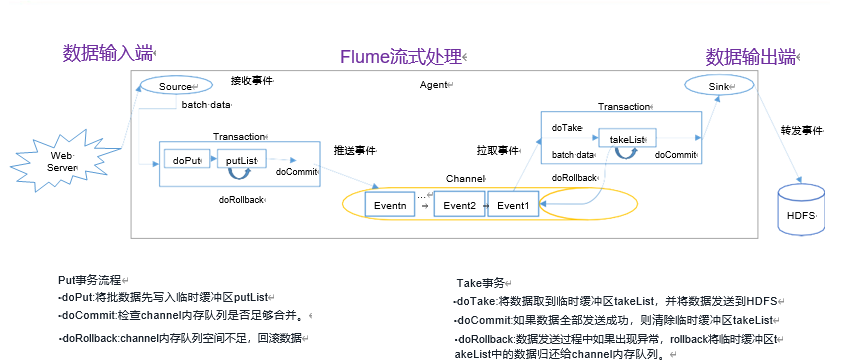 数据输入端
Flume流式处理
数据输出端
Source
接收事件
Agent
Sink
batch data
Transaction
Transaction
转发事件
doTake
takeList
Web
Server
doPut
putList
推送事件
拉取事件
batch data
doCommit
doCommit
doRollback
Channel
doRollback
Eventn
...
Event2
Event1
HDFS
Put事务流程
•doPut:将批数据先写入临时缓冲区putList
•doCommit:检查channel内存队列是否足够合并。
•doRollback:channel内存队列空间不足，回滚数据
Take事务
•doTake:将数据取到临时缓冲区takeList，并将数据发送到HDFS
•doCommit:如果数据全部发送成功，则清除临时缓冲区takeList
•doRollback:数据发送过程中如果出现异常，rollback将临时缓冲区t
akeList中的数据归还给channel内存队列。